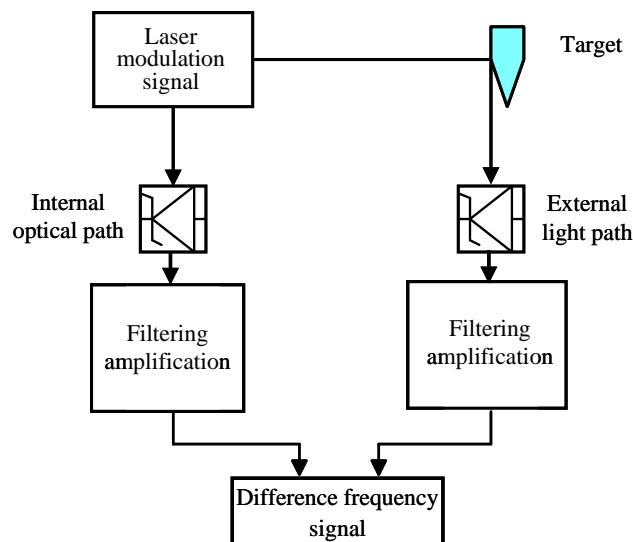 Laser
modulation
signal
Target
Internal
optical path
External
light path
Filtering
amplification
Filtering
amplification
Difference frequency
signal